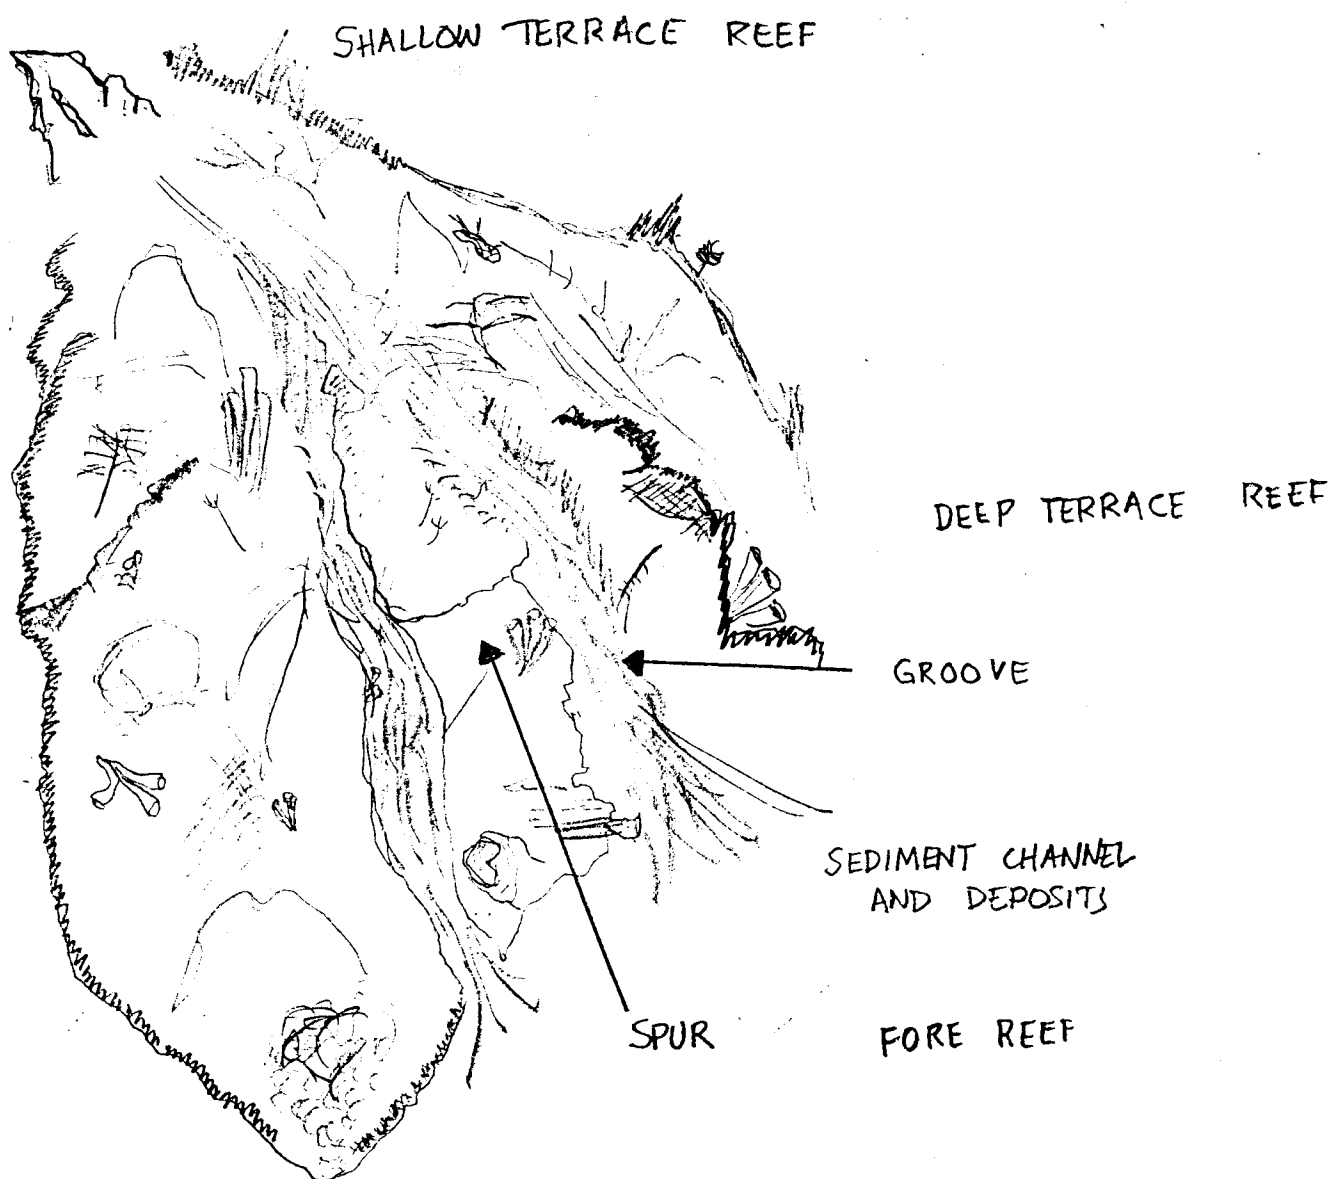 SHALLOW TERRACE REEF
DEEP TERRACE REEF
GROOVE
SEDIMENT CHANNEL
AND DEPOSITS
SPUR
FORE REEF